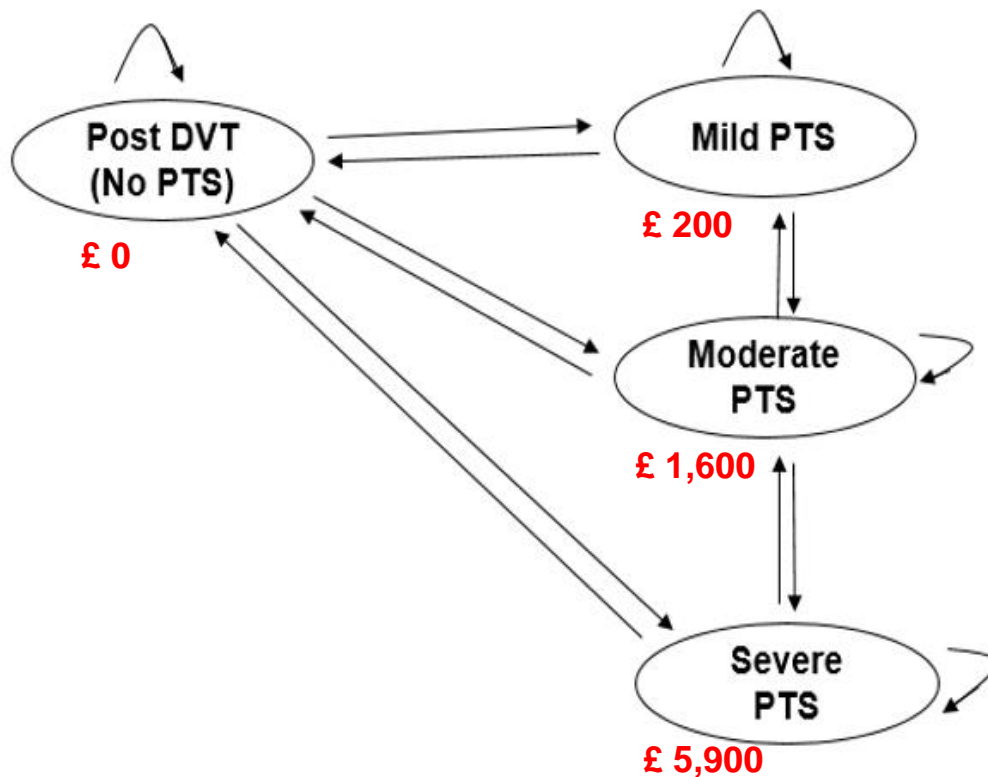 Post DVT
(No PTS)
£ 0
Mild PTS
£ 200
Moderate
PTS
£ 1,600
Severe
PTS
£ 5,900